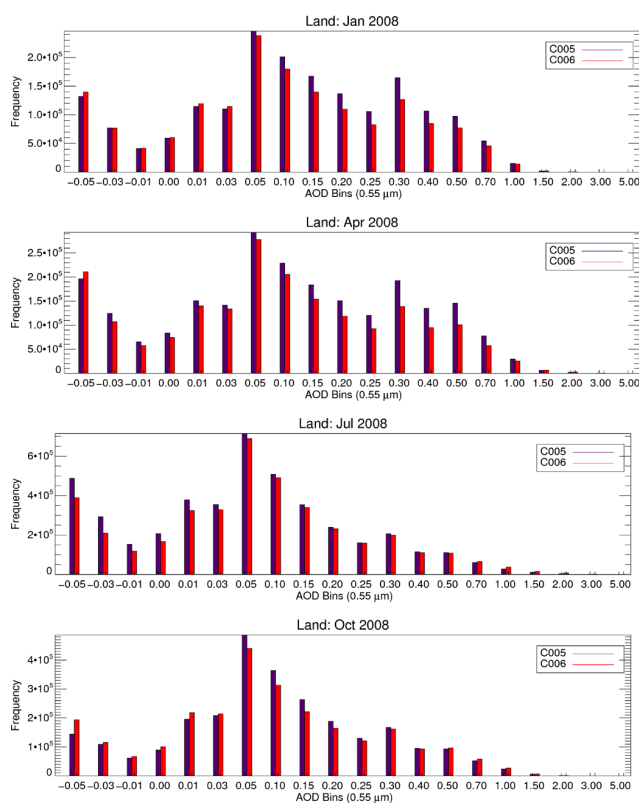 Land: Jan 2008
C005
C006
2.0•10⁵
1.5•10⁵
1.0•10⁵
5.0•10⁴
0
Frequency
−0.05 −0.03 −0.01 0.00 0.01 0.03 0.05 0.10 0.15 0.20 0.25 0.30 0.40 0.50 0.70 1.00 1.50 2.00 3.00 5.00
AOD Bins (0.55 µm)
Land: Apr 2008
C005
C006
2.5•10⁵
2.0•10⁵
1.5•10⁵
1.0•10⁵
5.0•10⁴
0
Frequency
−0.05 −0.03 −0.01 0.00 0.01 0.03 0.05 0.10 0.15 0.20 0.25 0.30 0.40 0.50 0.70 1.00 1.50 2.00 3.00 5.00
AOD Bins (0.55 µm)
Land: Jul 2008
C005
C006
6•10⁵
4•10⁵
2•10⁵
0
Frequency
−0.05 −0.03 −0.01 0.00 0.01 0.03 0.05 0.10 0.15 0.20 0.25 0.30 0.40 0.50 0.70 1.00 1.50 2.00 3.00 5.00
AOD Bins (0.55 µm)
Land: Oct 2008
C005
C006
4•10⁵
3•10⁵
2•10⁵
1•10⁵
0
Frequency
−0.05 −0.03 −0.01 0.00 0.01 0.03 0.05 0.10 0.15 0.20 0.25 0.30 0.40 0.50 0.70 1.00 1.50 2.00 3.00 5.00
AOD Bins (0.55 µm)